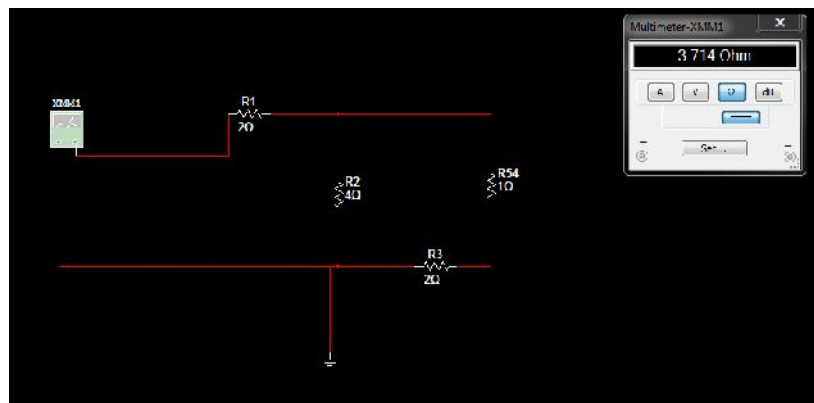 Multimeter-XMM1
x
3.714 Ohm
A
V
Ω
dB
Set...
XMM1
R1
2Ω
R2
4Ω
R54
1Ω
R3
2Ω